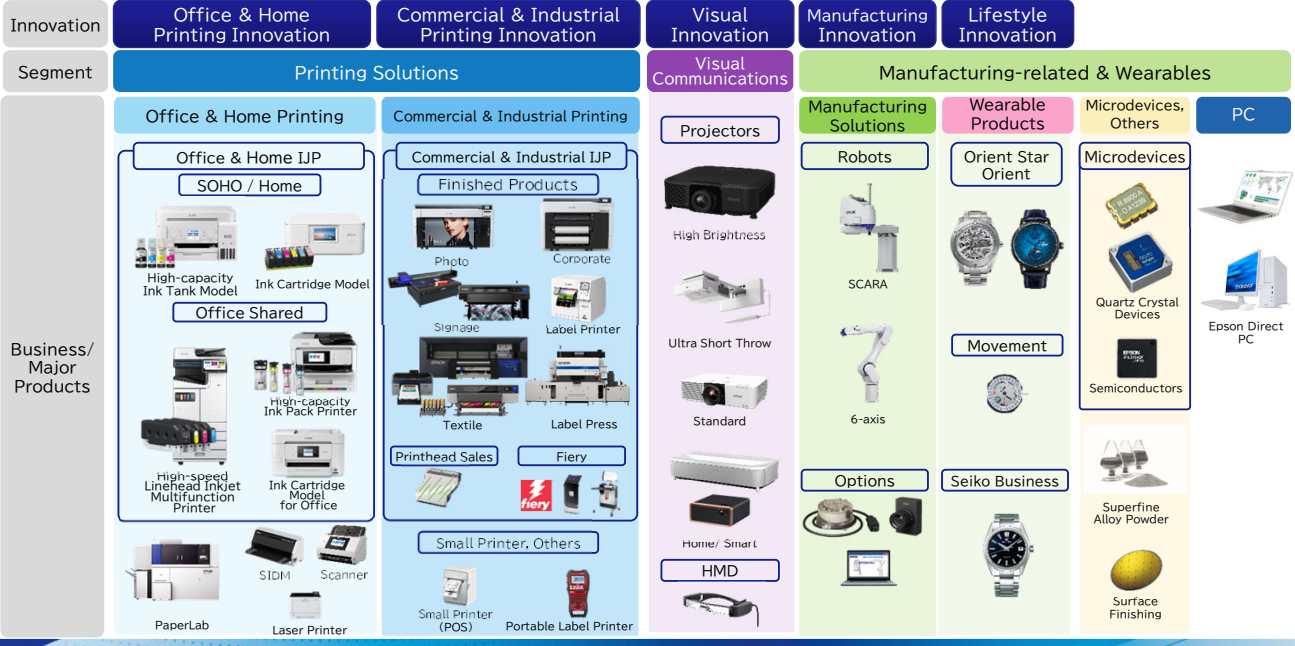 Innovation
Office & Home
Printing Innovation
Commercial & Industrial
Printing Innovation
Visual
Innovation
Manufacturing
Innovation
Lifestyle
Innovation
Segment
Printing Solutions
Visual
Communications
Manufacturing-related & Wearables
Business/
Major
Products
Office & Home Printing
Commercial & Industrial Printing
Manufacturing
Solutions
Wearable
Products
Microdevices,
Others
PC
Office & Home IJP
SOHO / Home
High-capacity
Ink Tank Model
Ink Cartridge Model
Office Shared
High-capacity
Ink Pack Printer
High-speed
Linehead Inkjet
Multifunction
Printer
Ink Cartridge
Model
for Office
PaperLab
SIDM
Scanner
Laser Printer
Commercial & Industrial IJP
Finished Products
Photo
Corporate
Signage
Label Printer
Textile
Label Press
Printhead Sales
Fiery
fiery
Small Printer, Others
Small Printer
(POS)
Portable Label Printer
Projectors
High Brightness
Ultra Short Throw
Standard
Home/ Smart
HMD
Robots
SCARA
6-axis
Options
Orient Star
Orient
Movement
Seiko Business
Microdevices
R 8900 A
Quartz Crystal
Devices
EPSON
Semiconductors
Superfine
Alloy Powder
Surface
Finishing
Epson Direct
PC